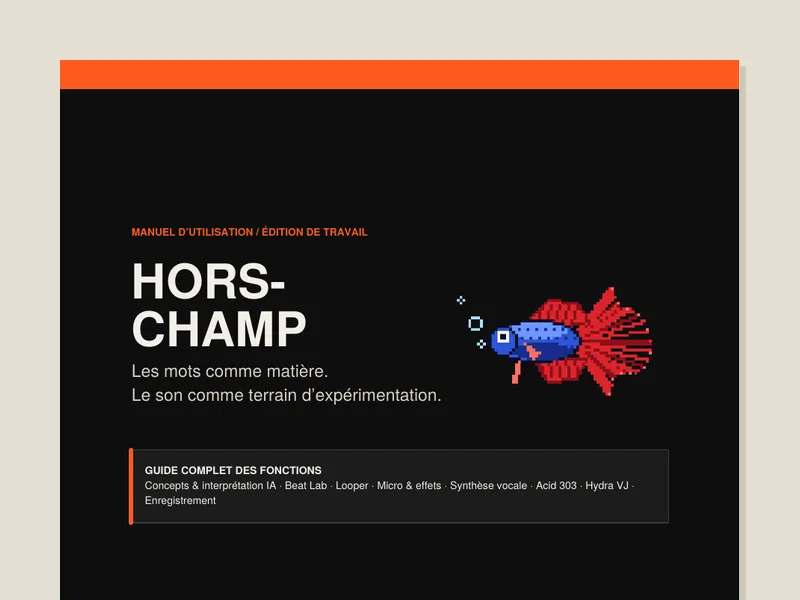 MANUEL D'UTILISATION / ÉDITION DE TRAVAIL
HORS-
CHAMP
Les mots comme matière.
Le son comme terrain d'expérimentation.
GUIDE COMPLET DES FONCTIONS
Concepts & interprétation IA · Beat Lab · Looper · Micro & effets · Synthèse vocale · Acid 303 · Hydra VJ ·
Enregistrement